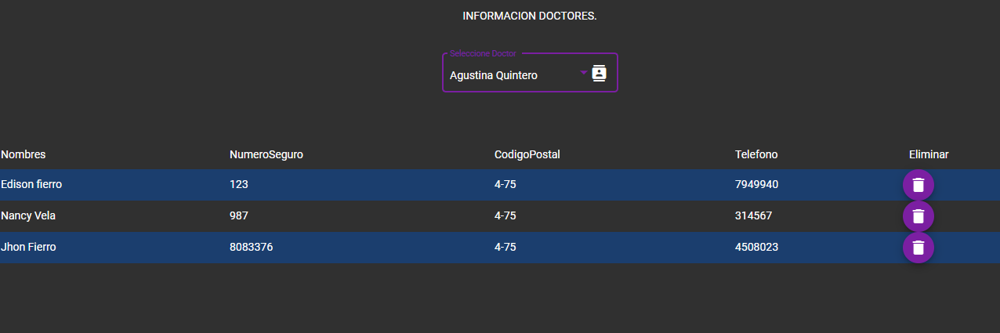 INFORMACION DOCTORES.
Seleccione Doctor
Agustina Quintero
Nombres NumeroSeguro CodigoPostal Telefono Eliminar
Edison fierro 123 4-75 7949940
Nancy Vela 987 4-75 314567
Jhon Fierro 8083376 4-75 4508023